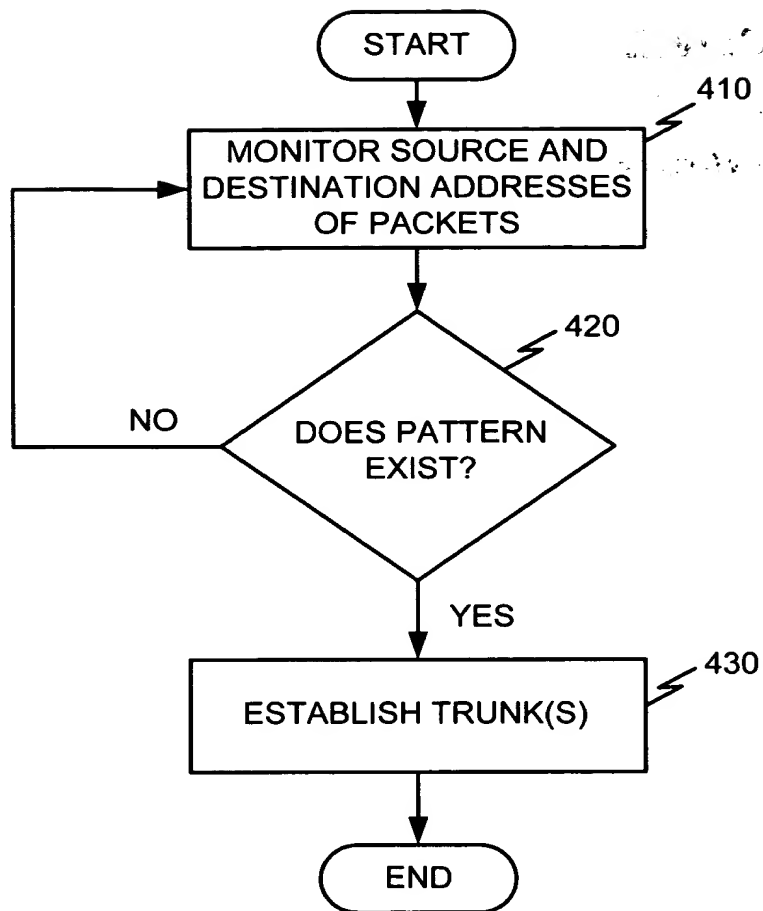 START
410
MONITOR SOURCE AND
DESTINATION ADDRESSES
OF PACKETS
420
DOES PATTERN
EXIST?
NO
YES
430
ESTABLISH TRUNK(S)
END